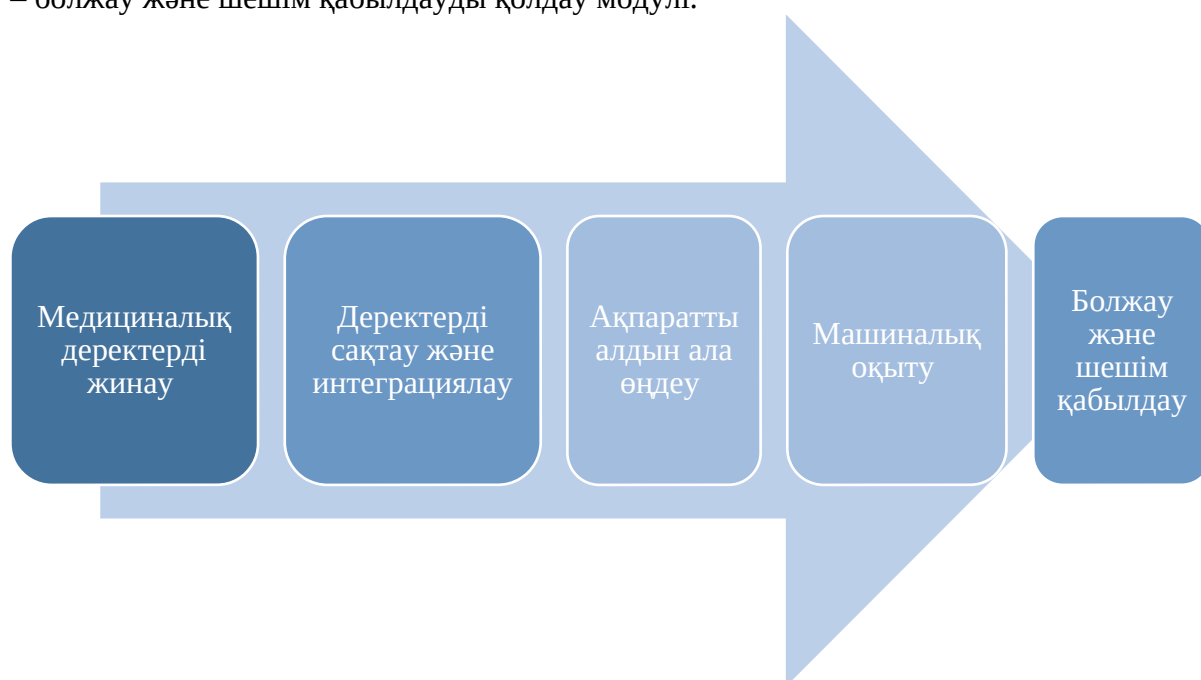 – болжау және шешім қабылдауды қолдау модулі.
Медициналық
деректерді
жинау
Деректерді
сақтау және
интеграциялау
Ақпаратты
алдын ала
өңдеу
Машиналық
оқыту
Болжау
және
шешім
қабылдау